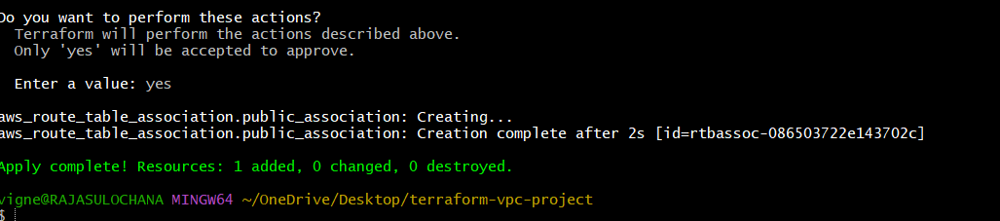 Do you want to perform these actions?
Terraform will perform the actions described above.
Only 'yes' will be accepted to approve.
Enter a value: yes
aws_route_table_association.public_association: Creating...
aws_route_table_association.public_association: Creation complete after 2s [id=rtbassoc-086503722e143702c]
Apply complete! Resources: 1 added, 0 changed, 0 destroyed.
vigne@RAJASULOCHANA MINGW64 ~/OneDrive/Desktop/terraform-vpc-project
$